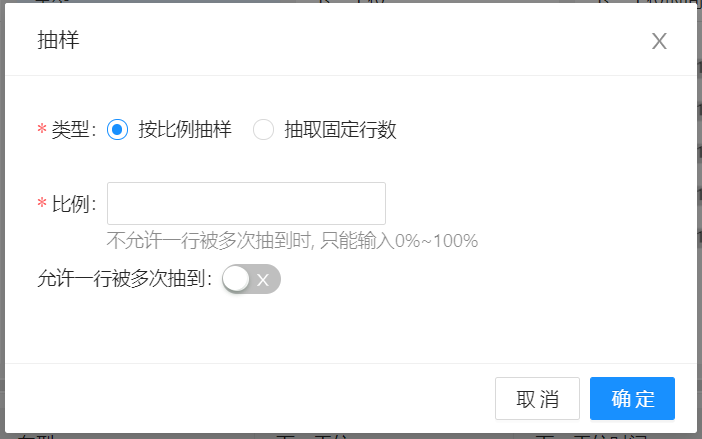 抽样
X
* 类型: 按比例抽样 抽取固定行数
* 比例:
不允许一行被多次抽到时, 只能输入0%~100%
允许一行被多次抽到: X
取 消 确 定